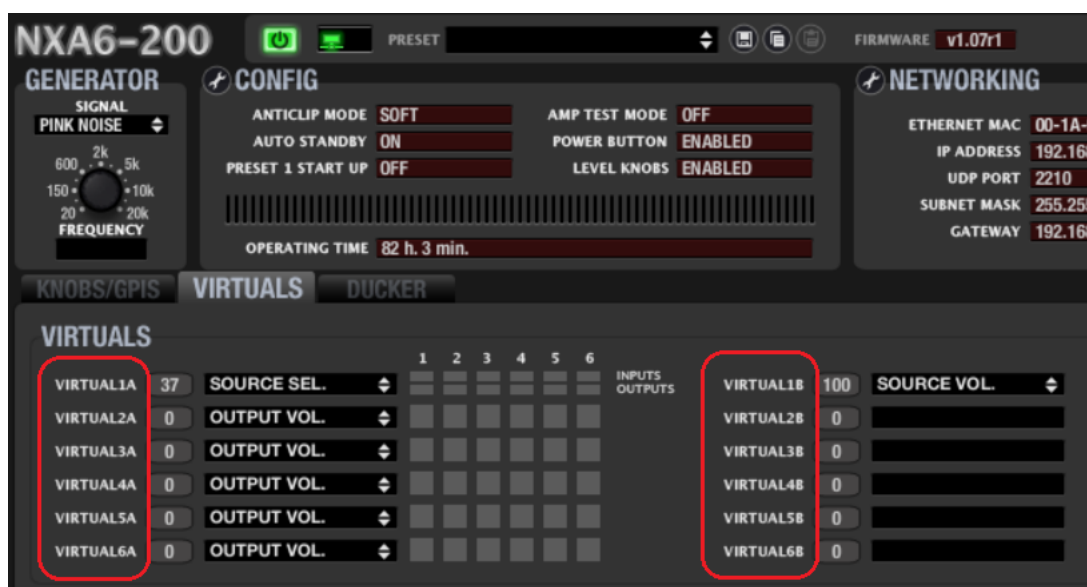 NXA6-200
PRESET
FIRMWARE v1.07r1
GENERATOR
SIGNAL
PINK NOISE
2k
600 5k
150 10k
20 20k
FREQUENCY
CONFIG
ANTICLIP MODE SOFT
AUTO STANDBY ON
PRESET 1 START UP OFF
AMP TEST MODE OFF
POWER BUTTON ENABLED
LEVEL KNOBS ENABLED
OPERATING TIME 82 h. 3 min.
NETWORKING
ETHERNET MAC 00-1A-
IP ADDRESS 192.168
UDP PORT 2210
SUBNET MASK 255.255
GATEWAY 192.168
KNOBS/GPIS VIRTUALS DUCKER
VIRTUALS
1 2 3 4 5 6
INPUTS
OUTPUTS
VIRTUAL1A 37 SOURCE SEL.
VIRTUAL2A 0 OUTPUT VOL.
VIRTUAL3A 0 OUTPUT VOL.
VIRTUAL4A 0 OUTPUT VOL.
VIRTUAL5A 0 OUTPUT VOL.
VIRTUAL6A 0 OUTPUT VOL.
VIRTUAL1B 100 SOURCE VOL.
VIRTUAL2B 0
VIRTUAL3B 0
VIRTUAL4B 0
VIRTUAL5B 0
VIRTUAL6B 0